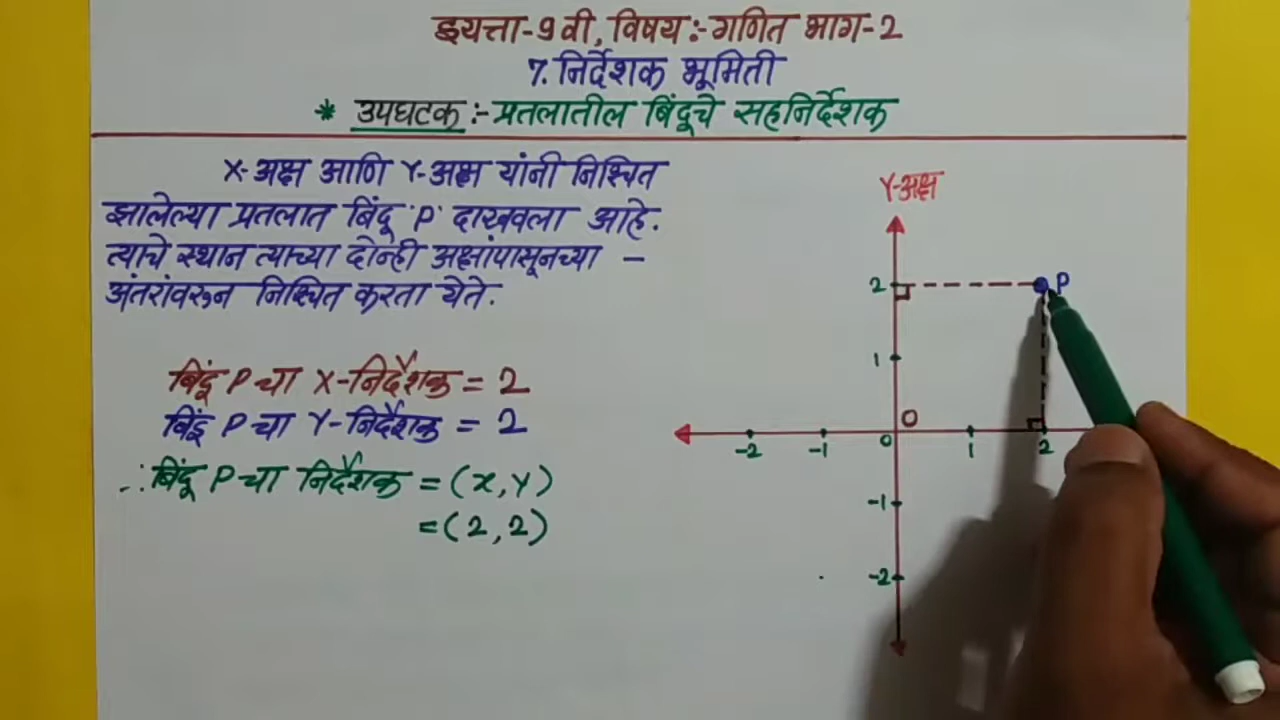 इयत्ता-9 वी, विषय:- गणित भाग-2
7. निर्देशक भूमिती
* उपघटक :- प्रतलातील बिंदूचे सहनिर्देशक
X-अक्ष आणि Y-अक्ष यांनी निश्चित
झालेल्या प्रतलात बिंदू 'P' दाखवला आहे.
त्याचे स्थान त्याच्या दोन्ही अक्षांपासूनच्या -
अंतरांवरून निश्चित करता येते.
बिंदू P चा X-निर्देशक = 2
बिंदू P चा Y-निर्देशक = 2
∴ बिंदू P चा निर्देशक = (x, y)
= (2, 2)
Y-अक्ष
2 P
1
O
-2 -1 0 1 2
-1
-2